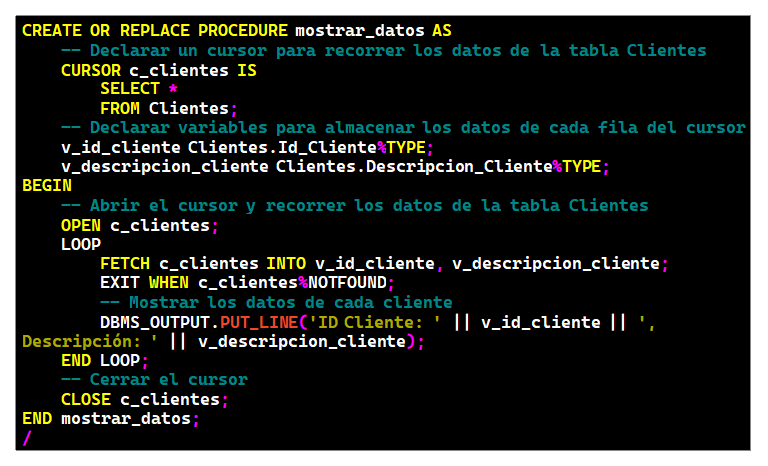 CREATE OR REPLACE PROCEDURE mostrar_datos AS
-- Declarar un cursor para recorrer los datos de la tabla Clientes
CURSOR c_clientes IS
SELECT *
FROM Clientes;
-- Declarar variables para almacenar los datos de cada fila del cursor
v_id_cliente Clientes.Id_Cliente%TYPE;
v_descripcion_cliente Clientes.Descripcion_Cliente%TYPE;
BEGIN
-- Abrir el cursor y recorrer los datos de la tabla Clientes
OPEN c_clientes;
LOOP
FETCH c_clientes INTO v_id_cliente, v_descripcion_cliente;
EXIT WHEN c_clientes%NOTFOUND;
-- Mostrar los datos de cada cliente
DBMS_OUTPUT.PUT_LINE('ID Cliente: ' || v_id_cliente || ',
Descripción: ' || v_descripcion_cliente);
END LOOP;
-- Cerrar el cursor
CLOSE c_clientes;
END mostrar_datos;
/